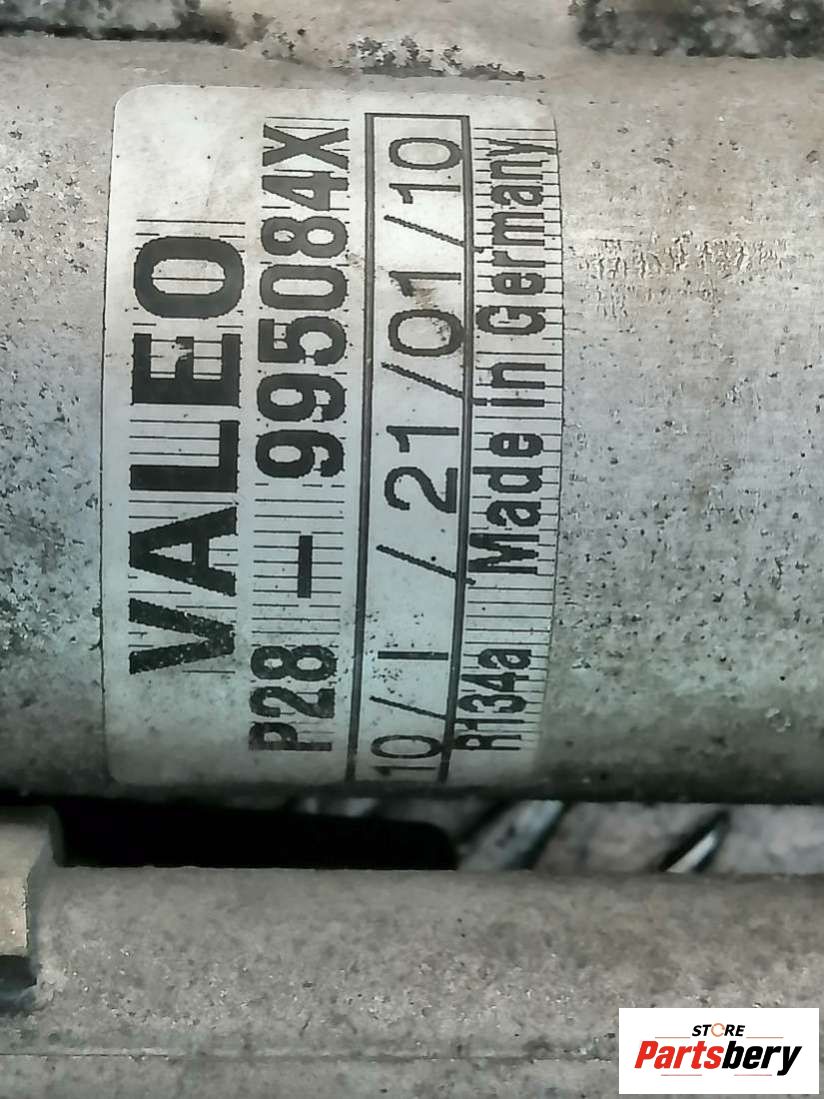 VALEO
P28 - 995084X
10/ I / 21/01/10
R134a Made in Germany
STORE
Partsbery